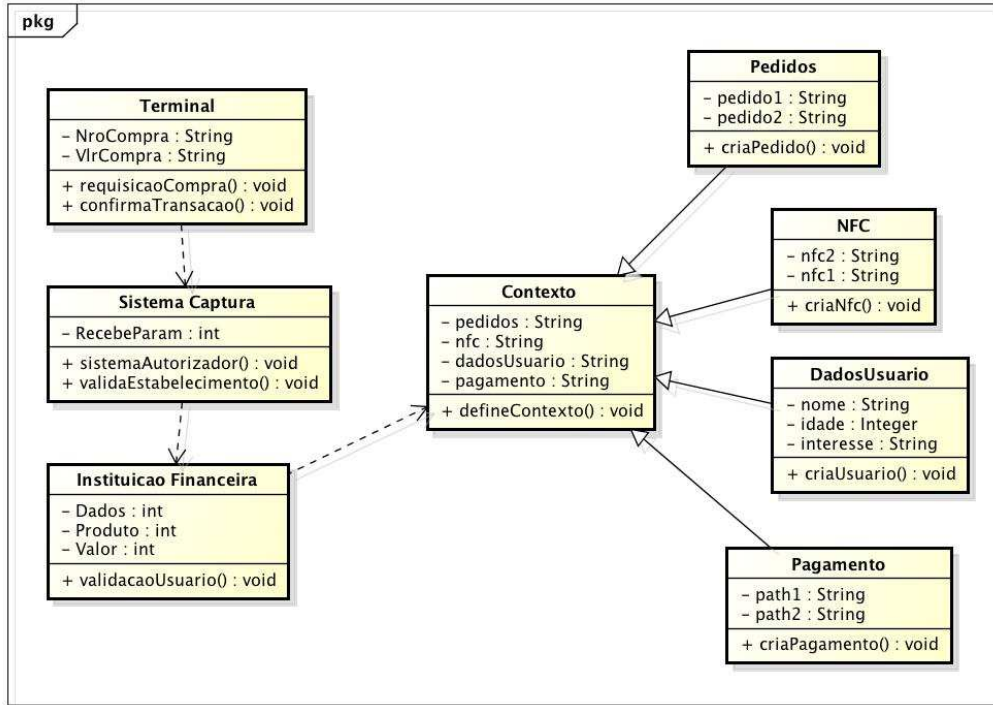 pkg
Terminal
– NroCompra : String
– VlrCompra : String
+ requisicaoCompra() : void
+ confirmaTransacao() : void
Sistema Captura
– RecebeParam : int
+ sistemaAutorizador() : void
+ validaEstabelecimento() : void
Instituicao Financeira
– Dados : int
– Produto : int
– Valor : int
+ validacaoUsuario() : void
Contexto
– pedidos : String
– nfc : String
– dadosUsuario : String
– pagamento : String
+ defineContexto() : void
Pedidos
– pedido1 : String
– pedido2 : String
+ criaPedido() : void
NFC
– nfc2 : String
– nfc1 : String
+ criaNfc() : void
DadosUsuario
– nome : String
– idade : Integer
– interesse : String
+ criaUsuario() : void
Pagamento
– path1 : String
– path2 : String
+ criaPagamento() : void